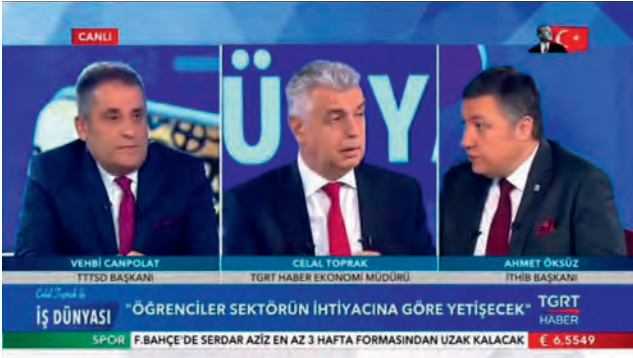 CANLI
ÜNYA
VEHBİ CANPOLAT
TTTSD BAŞKANI
CELAL TOPRAK
TGRT HABER EKONOMİ MÜDÜRÜ
AHMET ÖKSÜZ
İTHİB BAŞKANI
Celal Toprak ile
İŞ DÜNYASI
"ÖĞRENCİLER SEKTÖRÜN İHTİYACINA GÖRE YETİŞECEK"
TGRT
HABER
SPOR
F.BAHÇE'DE SERDAR AZİZ EN AZ 3 HAFTA FORMASINDAN UZAK KALACAK
€ 6,5549